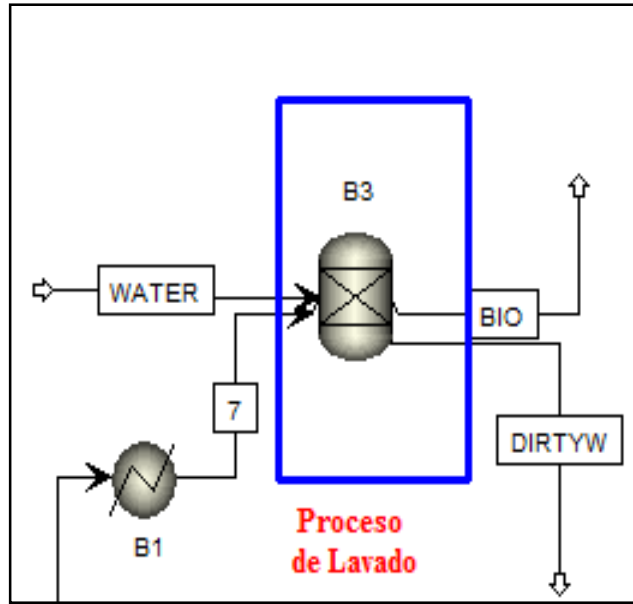 B3
WATER
BIO
7
DIRTYW
B1
Proceso
de Lavado